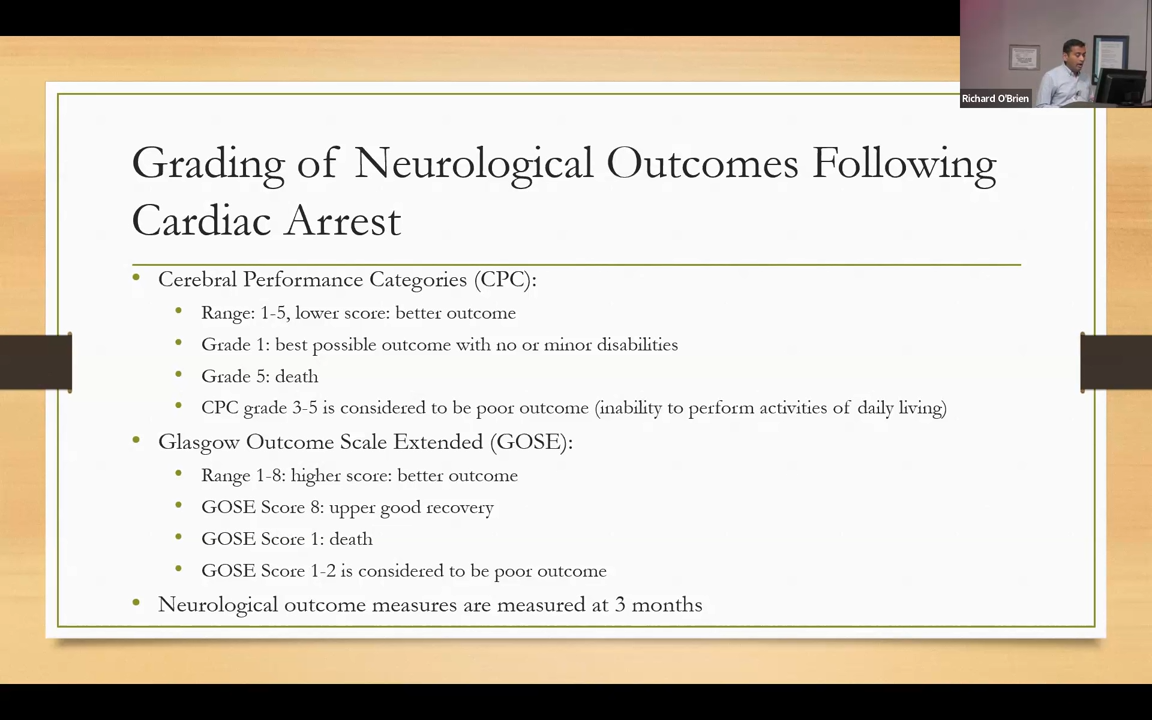 Richard O'Brien
Grading of Neurological Outcomes Following
Cardiac Arrest
• Cerebral Performance Categories (CPC):
• Range: 1-5, lower score: better outcome
• Grade 1: best possible outcome with no or minor disabilities
• Grade 5: death
• CPC grade 3-5 is considered to be poor outcome (inability to perform activities of daily living)
• Glasgow Outcome Scale Extended (GOSE):
• Range 1-8: higher score: better outcome
• GOSE Score 8: upper good recovery
• GOSE Score 1: death
• GOSE Score 1-2 is considered to be poor outcome
• Neurological outcome measures are measured at 3 months